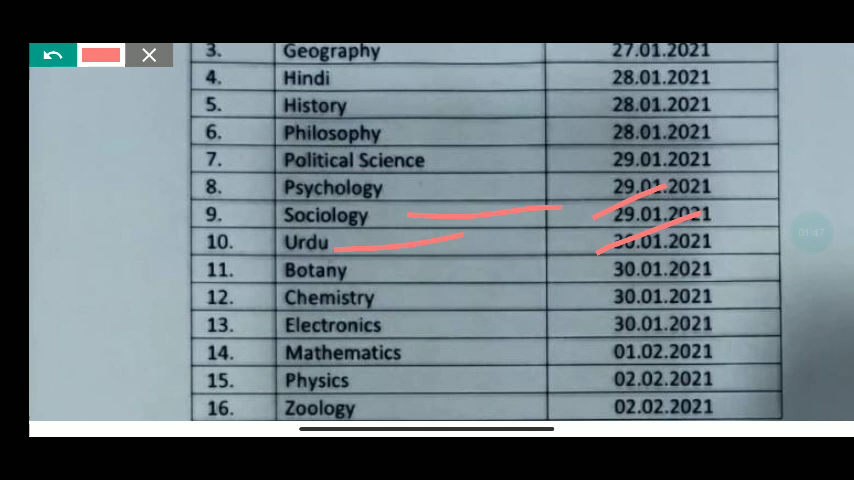 3. Geography 27.01.2021
4. Hindi 28.01.2021
5. History 28.01.2021
6. Philosophy 28.01.2021
7. Political Science 29.01.2021
8. Psychology 29.01.2021
9. Sociology 29.01.2021
10. Urdu 30.01.2021
11. Botany 30.01.2021
12. Chemistry 30.01.2021
13. Electronics 30.01.2021
14. Mathematics 01.02.2021
15. Physics 02.02.2021
16. Zoology 02.02.2021
01:47